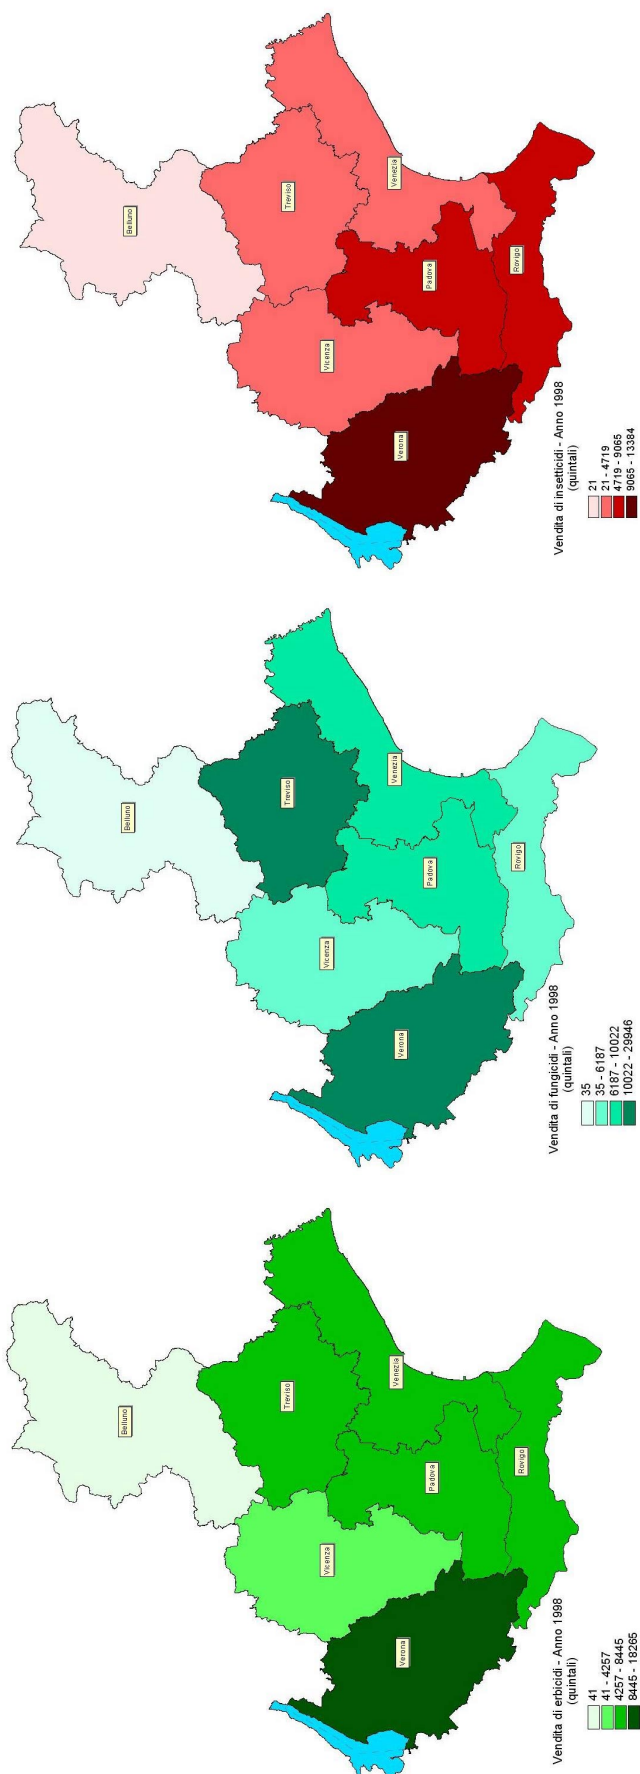 Belluno
Treviso
Venezia
Vicenza
Padova
Verona
Rovigo
Vendita di erbicidi - Anno 1998
(quintali)
41
41 - 4257
4257 - 8445
8445 - 18265
Belluno
Treviso
Venezia
Vicenza
Padova
Verona
Rovigo
Vendita di fungicidi - Anno 1998
(quintali)
35
35 - 6187
6187 - 10022
10022 - 29946
Belluno
Treviso
Venezia
Vicenza
Padova
Verona
Rovigo
Vendita di insetticidi - Anno 1998
(quintali)
21
21 - 4719
4719 - 9065
9065 - 13384